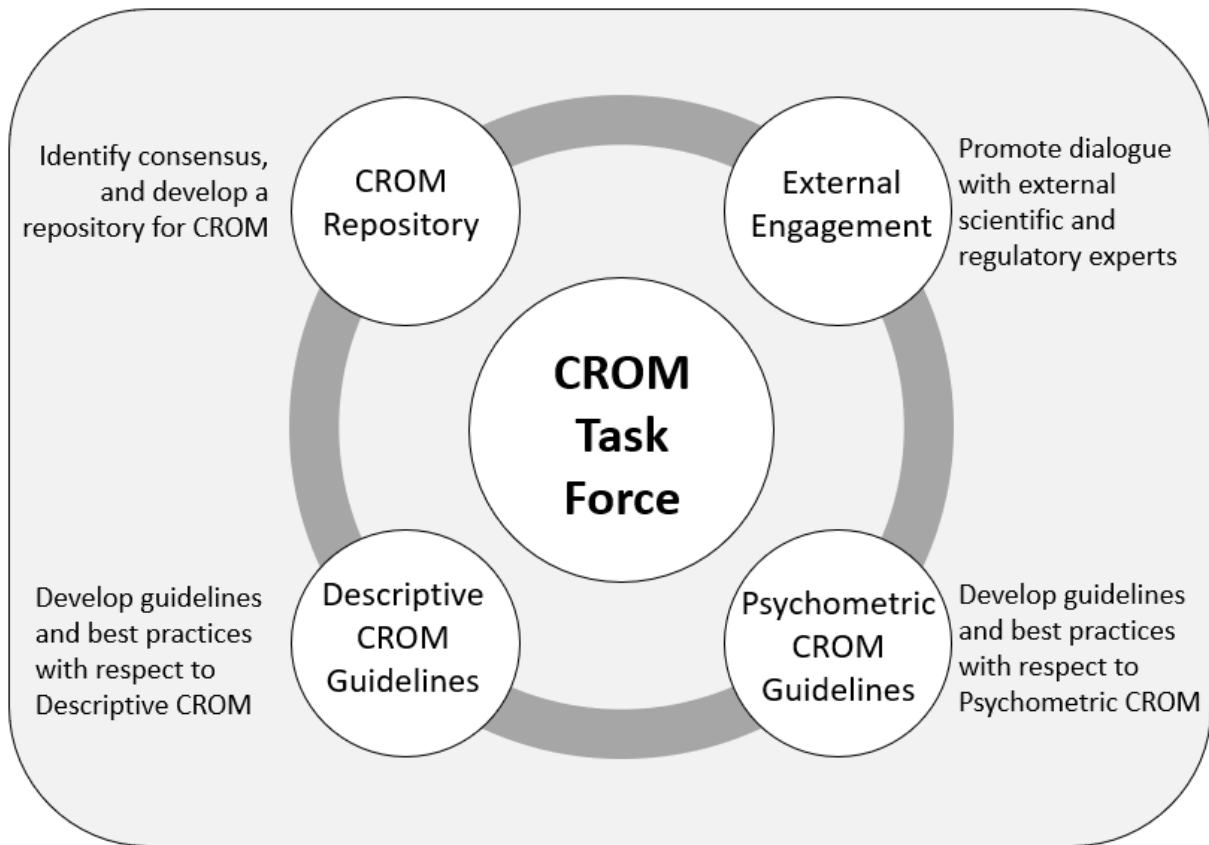 Identify consensus,
and develop a
repository for CROM
CROM
Repository
External
Engagement
Promote dialogue
with external
scientific and
regulatory experts
CROM
Task
Force
Develop guidelines
and best practices
with respect to
Descriptive CROM
Descriptive
CROM
Guidelines
Psychometric
CROM
Guidelines
Develop guidelines
and best practices
with respect to
Psychometric CROM